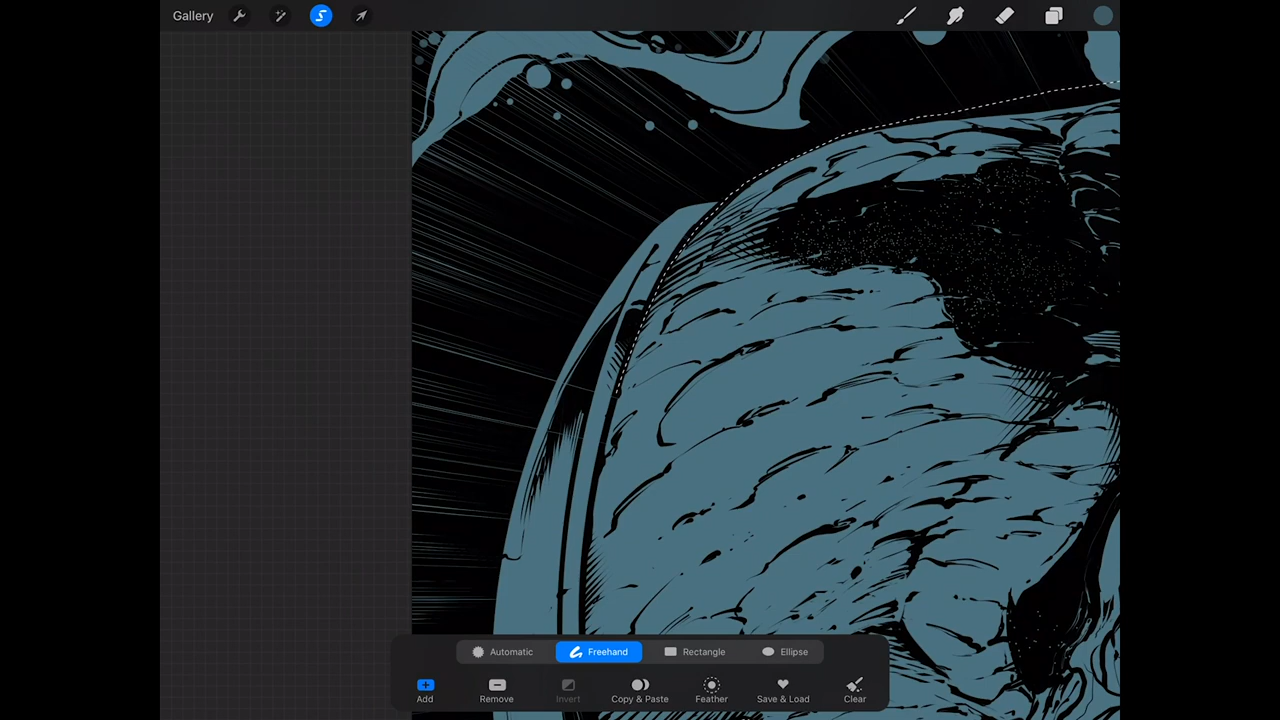 Gallery
Automatic Freehand Rectangle Ellipse
Add Remove Invert Copy & Paste Feather Save & Load Clear